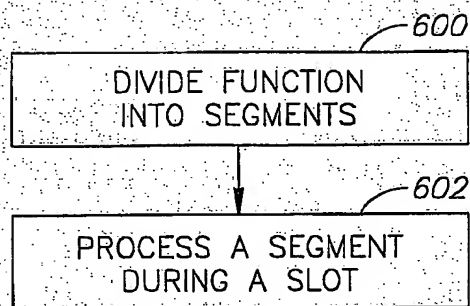 600
DIVIDE FUNCTION
INTO SEGMENTS
602
PROCESS A SEGMENT
DURING A SLOT